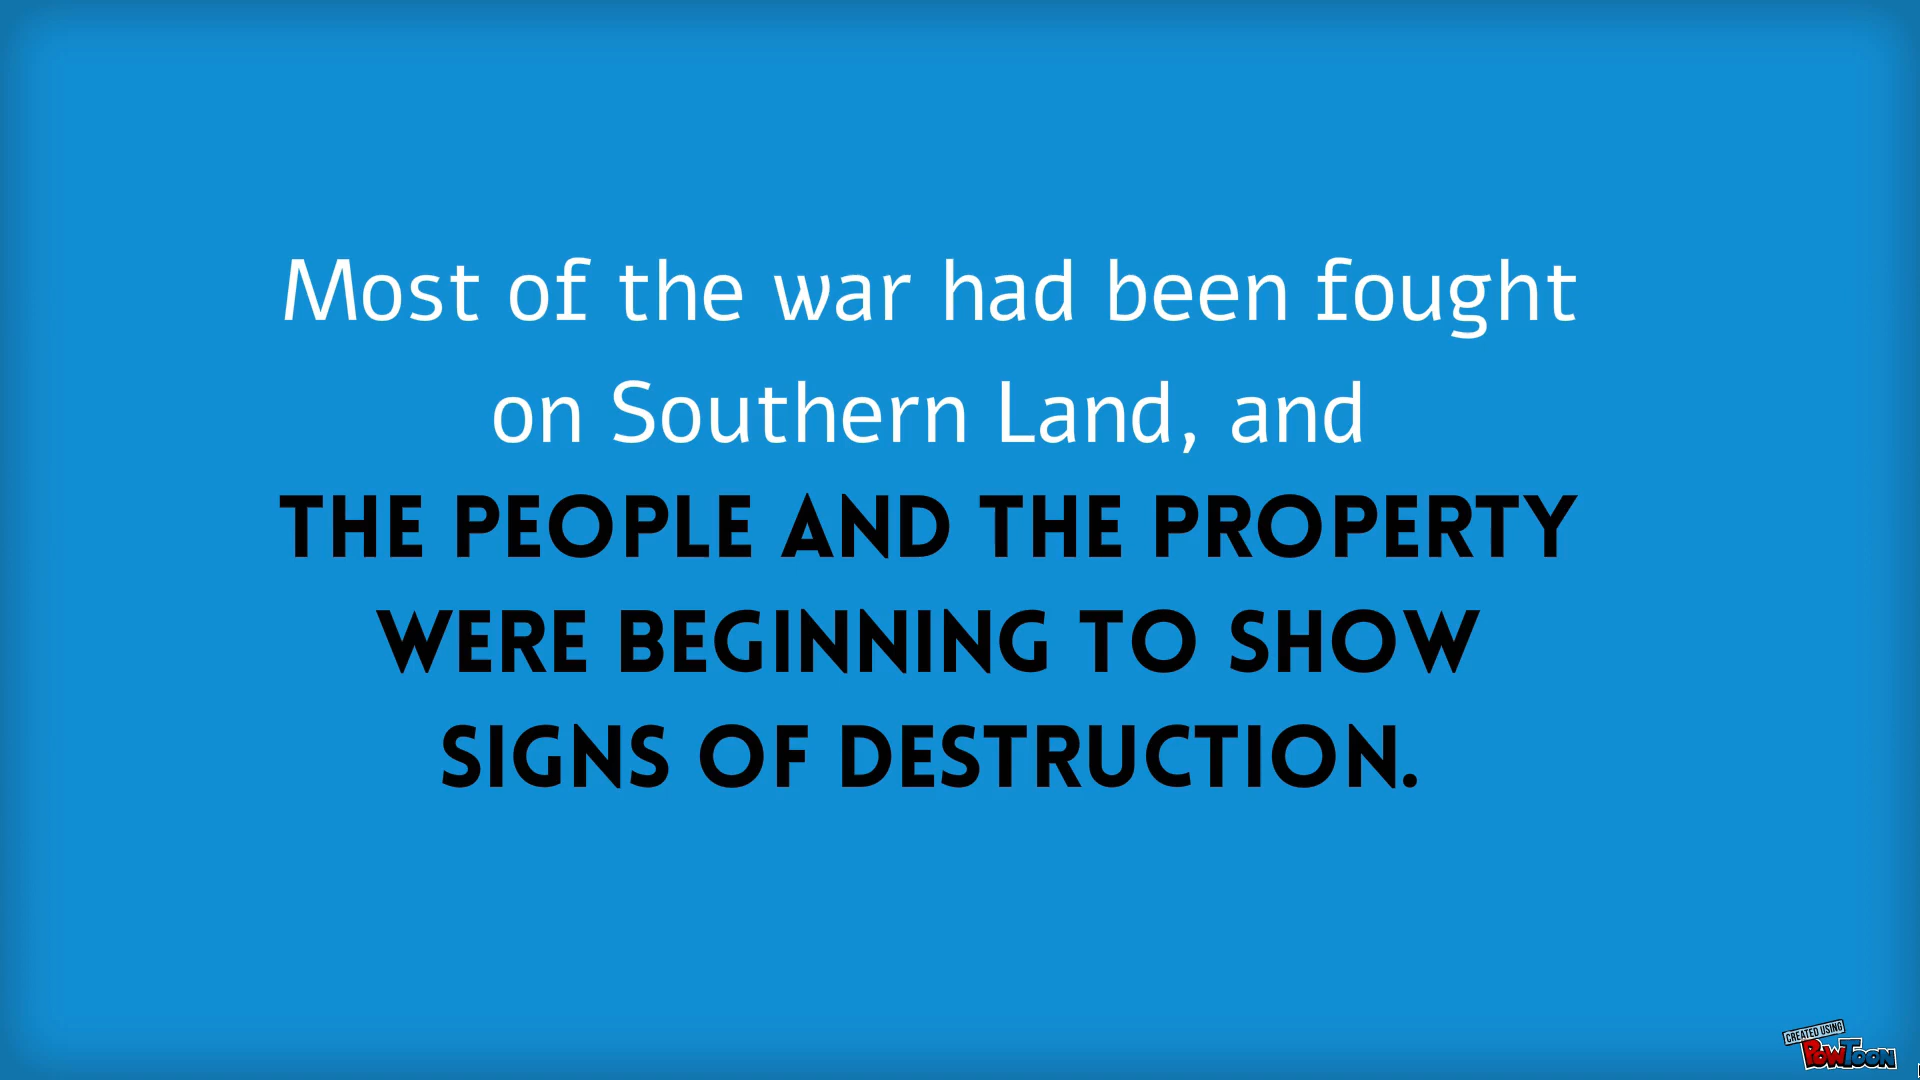 Most of the war had been fought
on Southern Land, and
THE PEOPLE AND THE PROPERTY
WERE BEGINNING TO SHOW
SIGNS OF DESTRUCTION.
CREATED USING
POWTOON